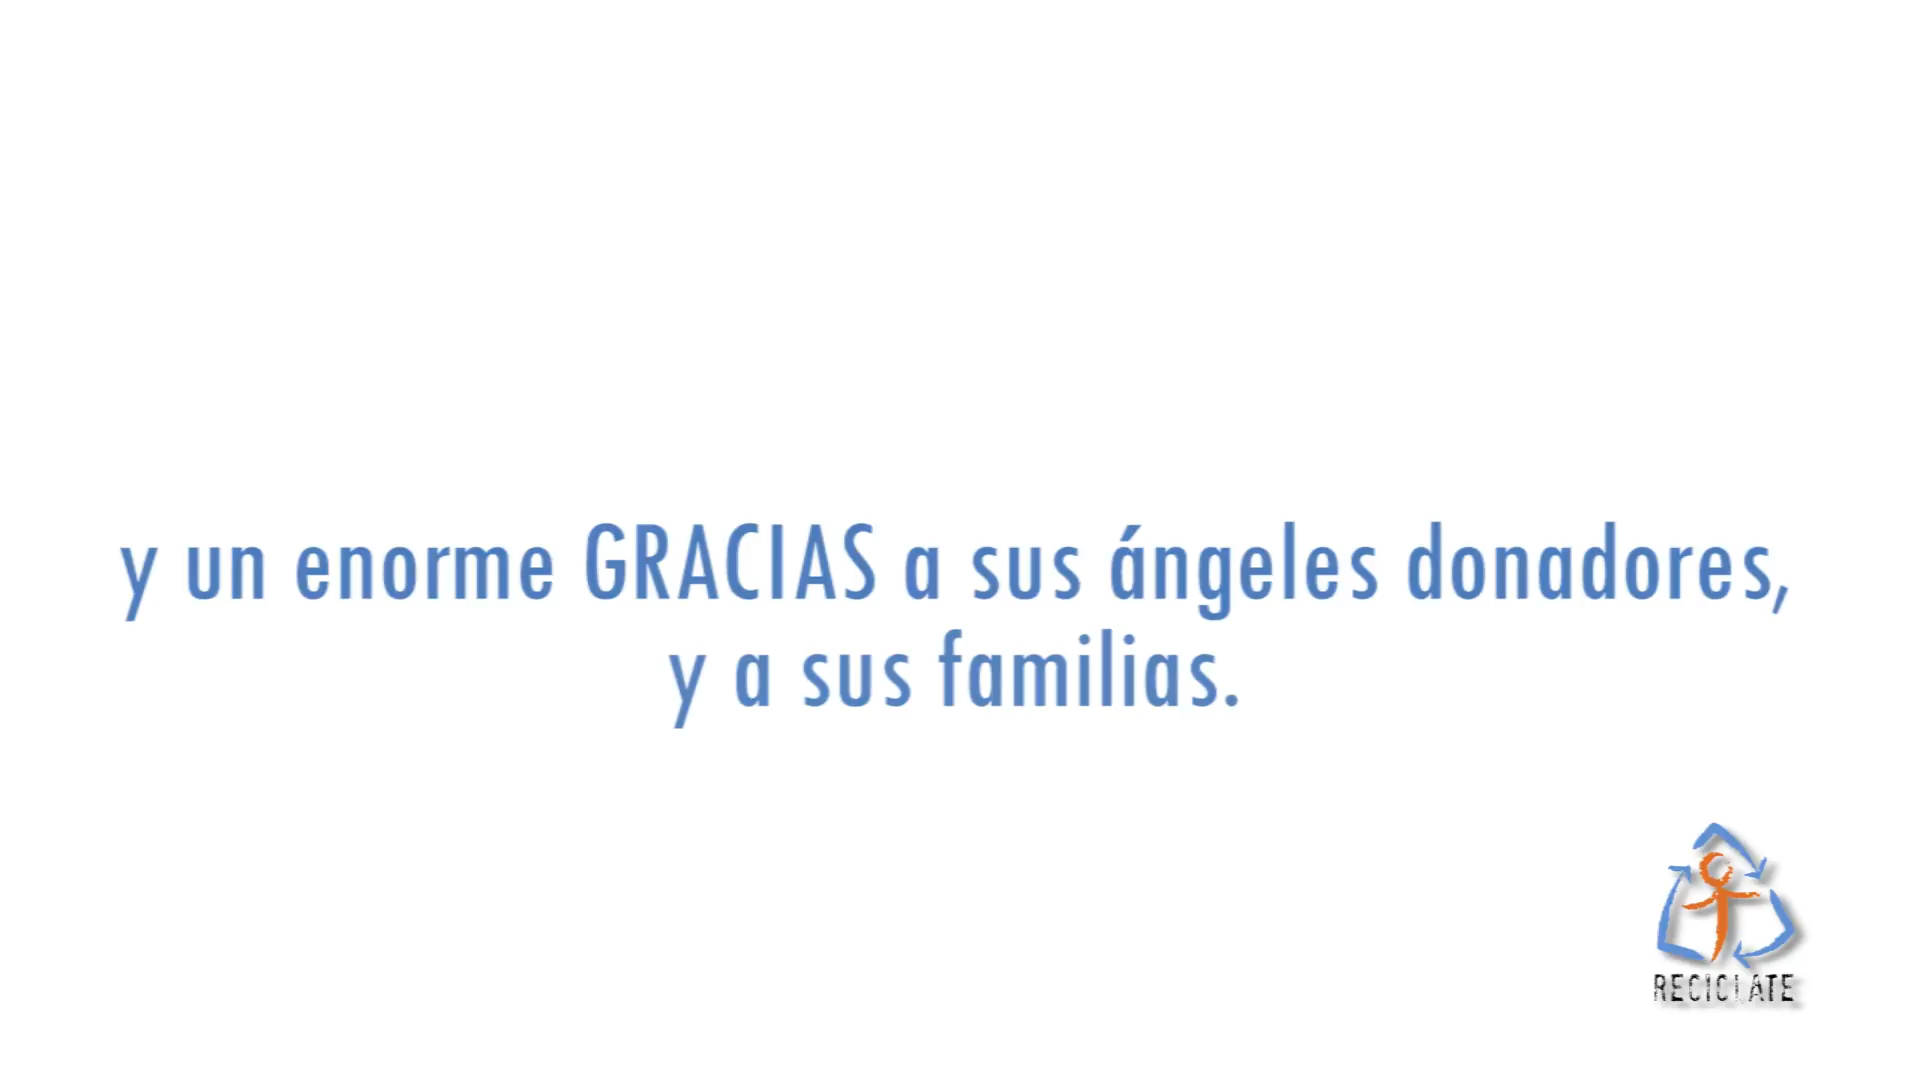 y un enorme GRACIAS a sus ángeles donadores,
y a sus familias.
RECICLATE